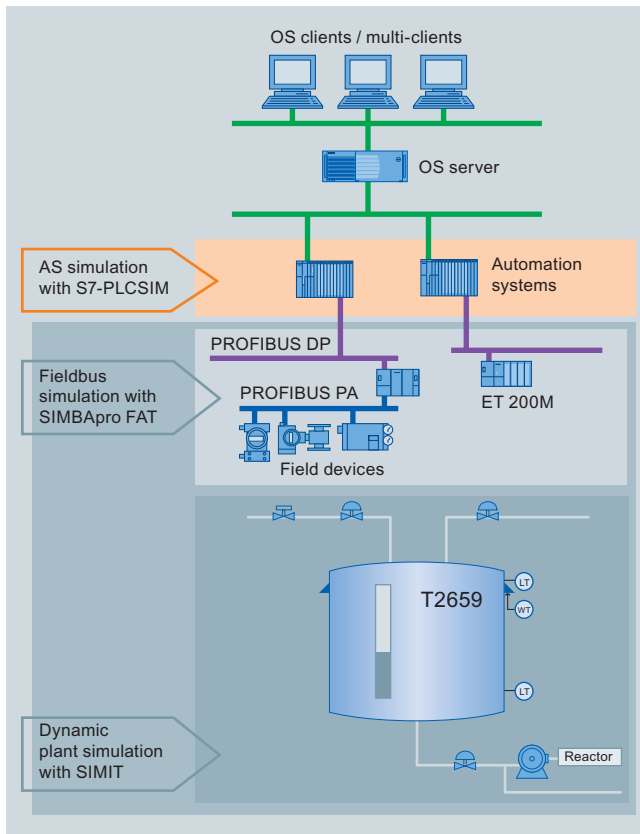 OS clients / multi-clients
OS server
AS simulation
with S7-PLCSIM
Automation
systems
PROFIBUS DP
Fieldbus
simulation with
SIMBApro FAT
PROFIBUS PA
ET 200M
Field devices
T2659
LT
WT
LT
Dynamic
plant simulation
with SIMIT
Reactor